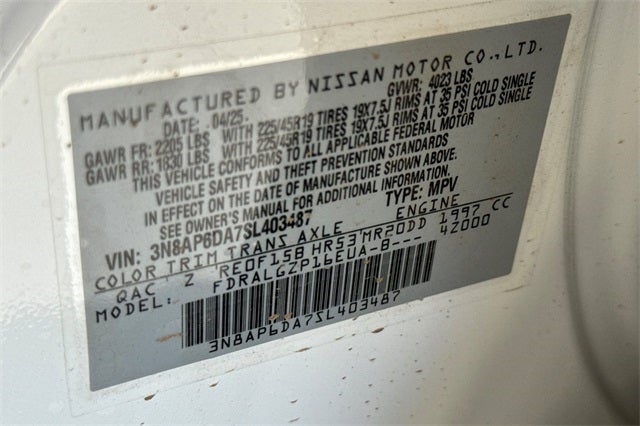 MANUFACTURED BY NISSAN MOTOR CO.,LTD.
DATE: 04/25. GVWR: 4023 LBS
GAWR FR: 2205 LBS WITH 225/45R19 TIRES 19X7.5J RIMS AT 35 PSI COLD SINGLE
GAWR RR: 1830 LBS WITH 225/45R19 TIRES 19X7.5J RIMS AT 35 PSI COLD SINGLE
THIS VEHICLE CONFORMS TO ALL APPLICABLE FEDERAL MOTOR
VEHICLE SAFETY AND THEFT PREVENTION STANDARDS
IN EFFECT ON THE DATE OF MANUFACTURE SHOWN ABOVE.
SEE OWNER'S MANUAL FOR ADDITIONAL INFORMATION.
VIN: 3N8AP6DA7SL403487 TYPE: MPV
COLOR TRIM TRANS AXLE ENGINE
QAC Z RE0F15B HR53 MR20DD 1997 CC
MODEL: FDRALGZP16EUA-B--- 42000
3N8AP6DA7SL403487